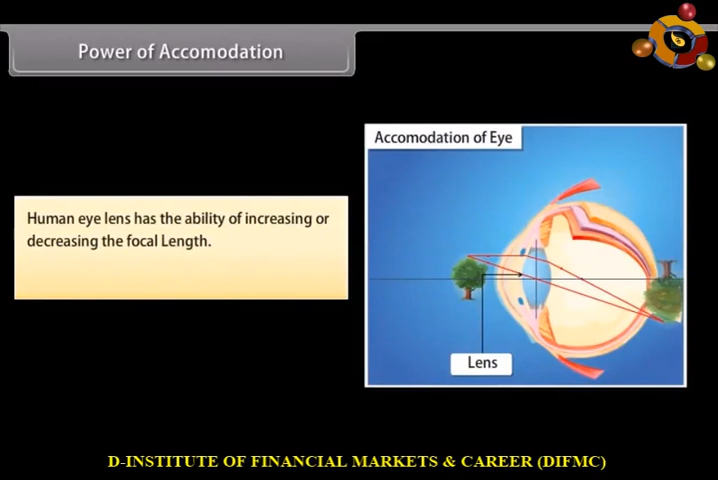 Power of Accomodation
Accomodation of Eye
Human eye lens has the ability of increasing or
decreasing the focal Length.
Lens
D-INSTITUTE OF FINANCIAL MARKETS & CAREER (DIFMC)